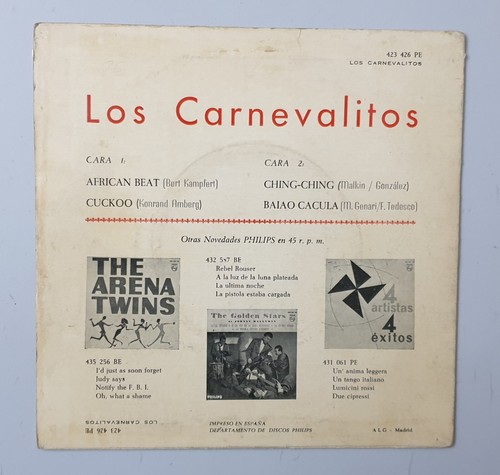 423 426 PE
LOS CARNEVALITOS
Los Carnevalitos
CARA 1:
AFRICAN BEAT (Bert Kampfert)
CUCKOO (Konrand Amberg)
CARA 2:
CHING-CHING (Malkin / González)
BAIAO CACULA (M. Genari/F. Tedesco)
Otras Novedades PHILIPS en 45 r. p. m.
THE
ARENA
TWINS
435 256 BE
I'd just as soon forget
Judy says
Notify the F. B. I.
Oh, what a shame
432 587 BE
Rebel Rouser
A la luz de la luna plateada
La ultima noche
La pistola estaba cargada
The Golden Stars
PHILIPS
4
artistas
4
éxitos
431 061 PE
Un' anima leggera
Un tango italiano
Lumicini rossi
Due cipressi
LOS CARNEVALITOS
423 426 PE
IMPRESO EN ESPAÑA
DEPARTAMENTO DE DISCOS PHILIPS
A L G - Madrid